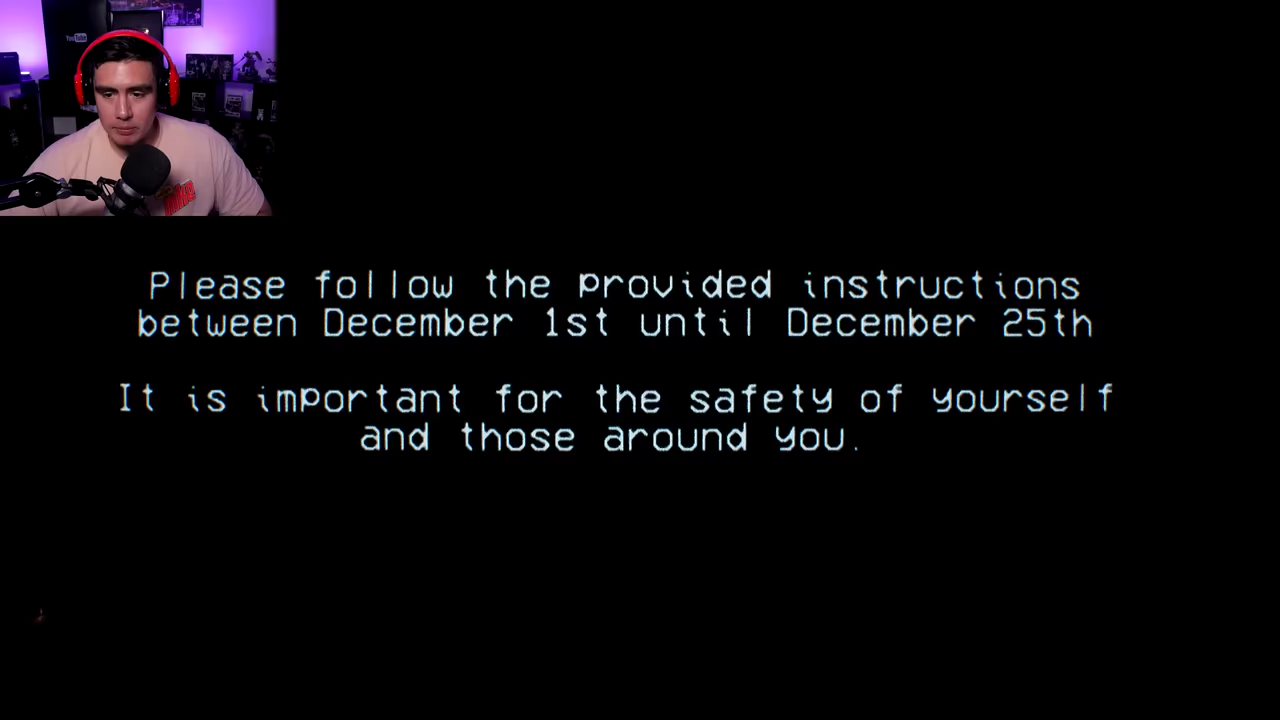 YouTube
Please follow the provided instructions
between December 1st until December 25th
It is important for the safety of yourself
and those around you.